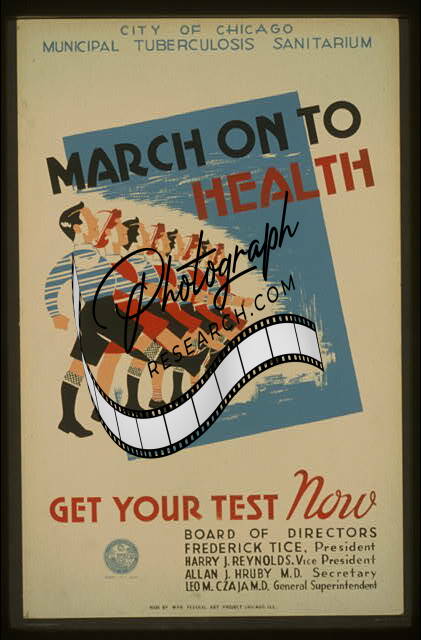 CITY OF CHICAGO
MUNICIPAL TUBERCULOSIS SANITARIUM
MARCH ON TO
HEALTH
Photograph
RESEARCH.COM
GET YOUR TEST Now
BOARD OF DIRECTORS
FREDERICK TICE, President
HARRY J. REYNOLDS. Vice President
ALLAN J. HRUBY M.D. Secretary
LEO M. CZAJA M.D. General Superintendent
MADE BY WPA FEDERAL ART PROJECT CHICAGO ILL.